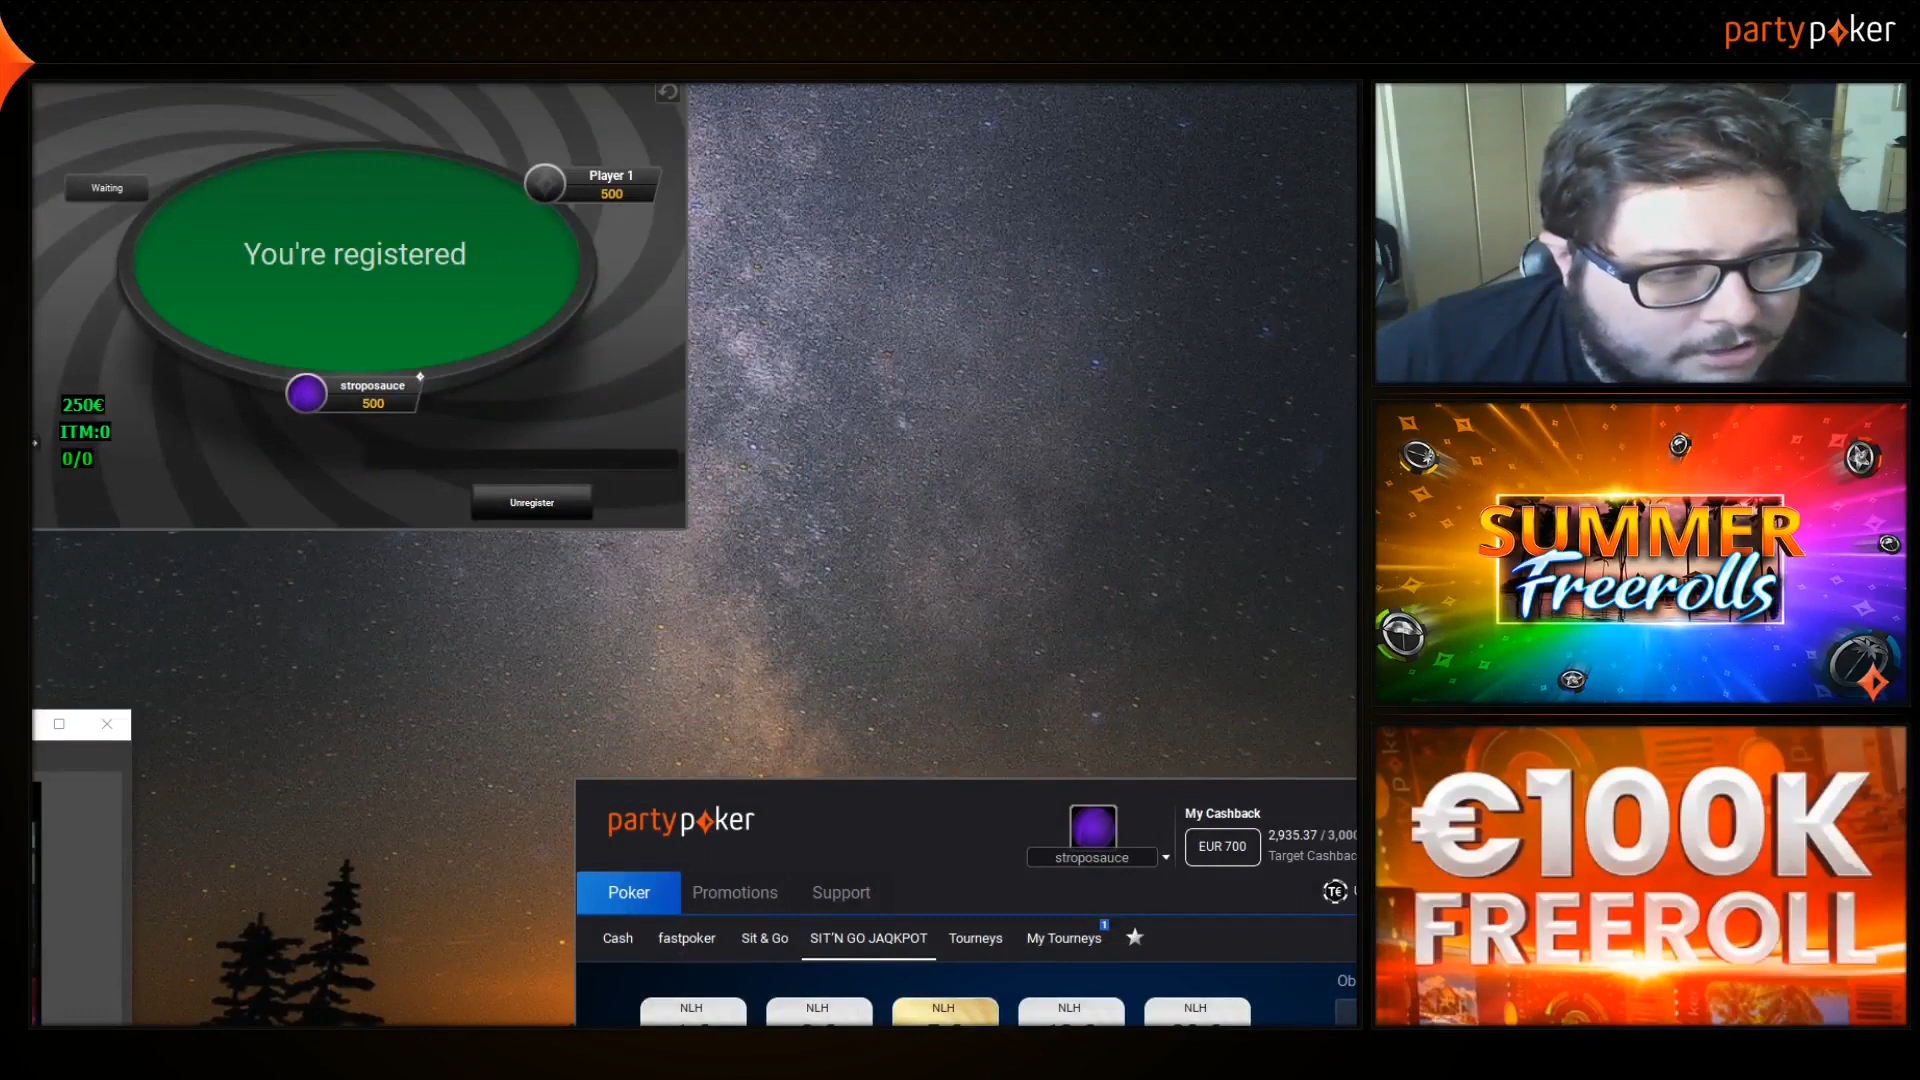 partypoker
Waiting
Player 1
500
You're registered
stroposauce
500
250€
ITM:0
0/0
Unregister
SUMMER
Freerolls
€100K
FREEROLL
partypoker
stroposauce
My Cashback
EUR 700
2,935.37 / 3,000
Target Cashbac
Poker
Promotions
Support
T€
Cash
fastpoker
Sit & Go
SIT'N GO JAQKPOT
Tourneys
My Tourneys
1
Ob
NLH
NLH
NLH
NLH
NLH